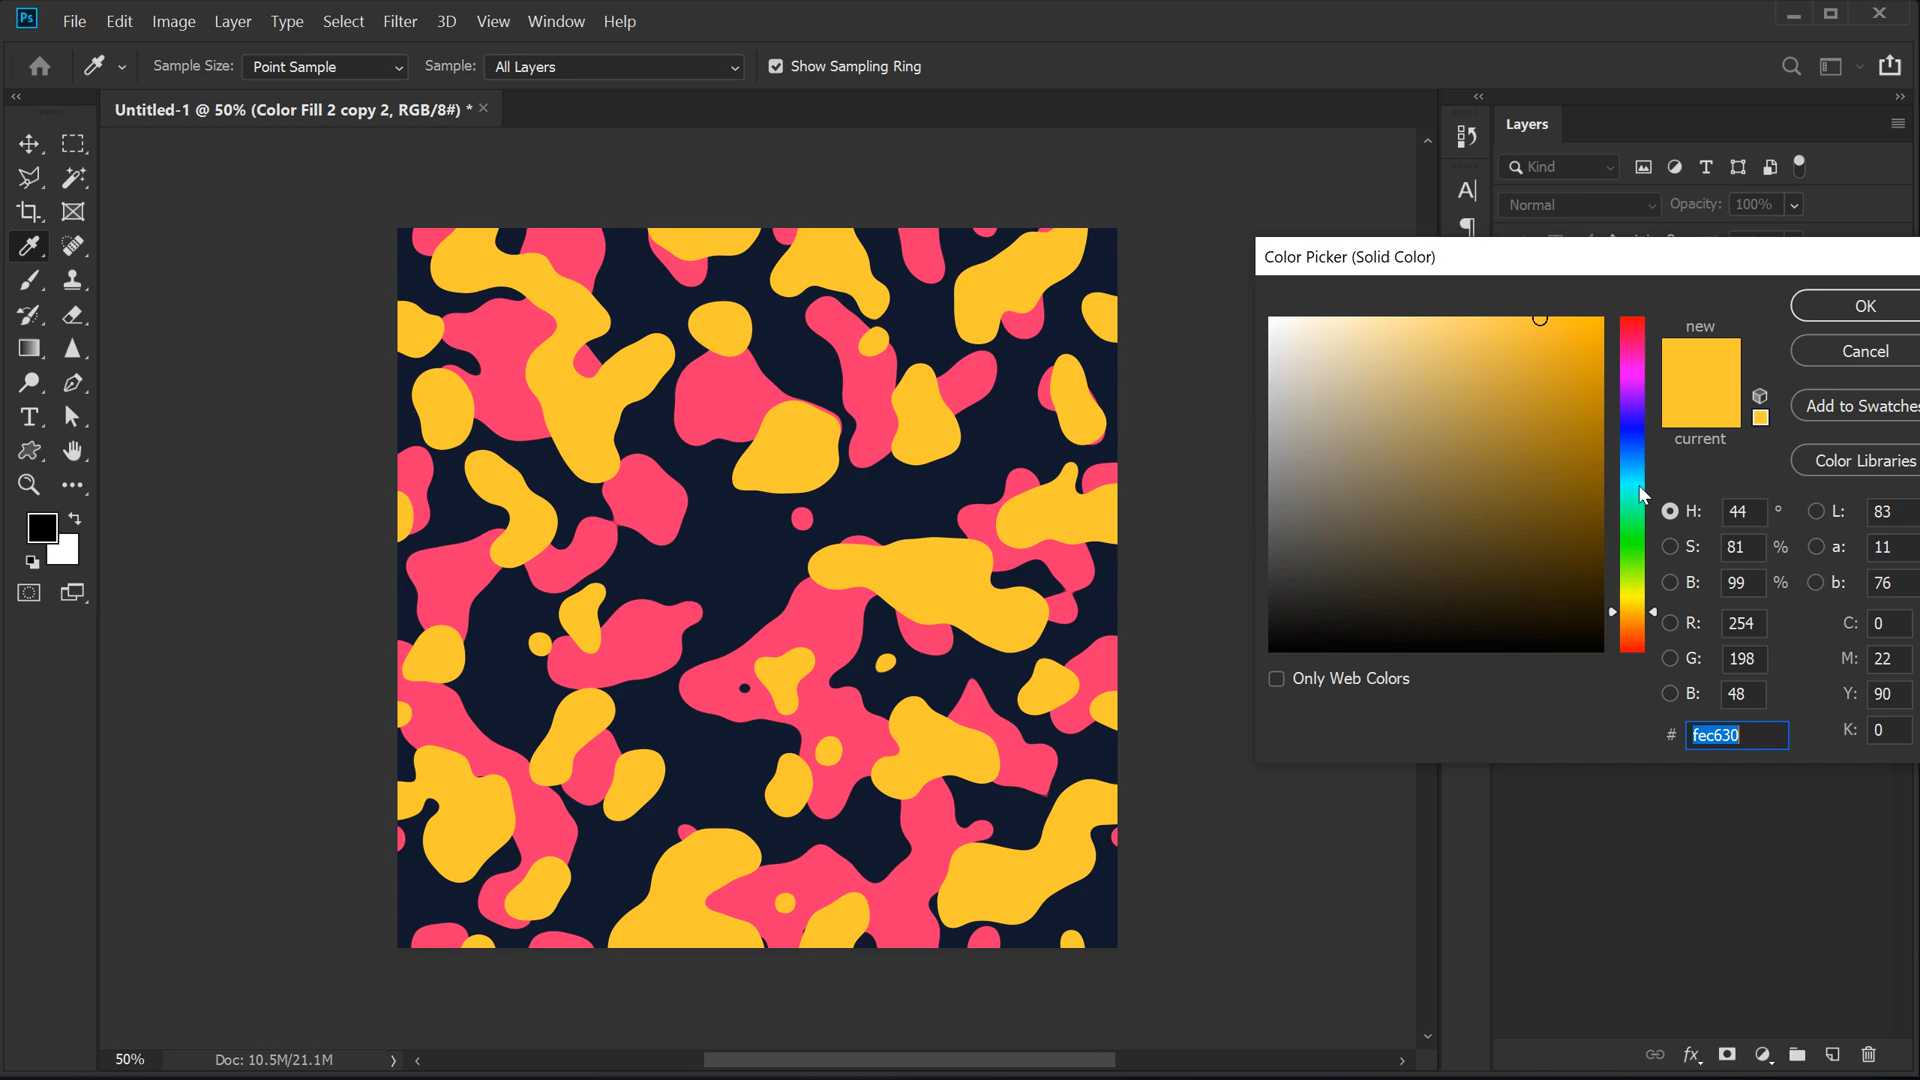 Ps File Edit Image Layer Type Select Filter 3D View Window Help
Sample Size: Point Sample Sample: All Layers Show Sampling Ring
Untitled-1 @ 50% (Color Fill 2 copy 2, RGB/8#) *
Layers
Kind
Normal Opacity: 100%
Color Picker (Solid Color)
new
current
OK
Cancel
Add to Swatches
Color Libraries
H: 44 ° L: 83
S: 81 % a: 11
B: 99 % b: 76
R: 254 C: 0
G: 198 M: 22
B: 48 Y: 90
# fec630 K: 0
Only Web Colors
50% Doc: 10.5M/21.1M